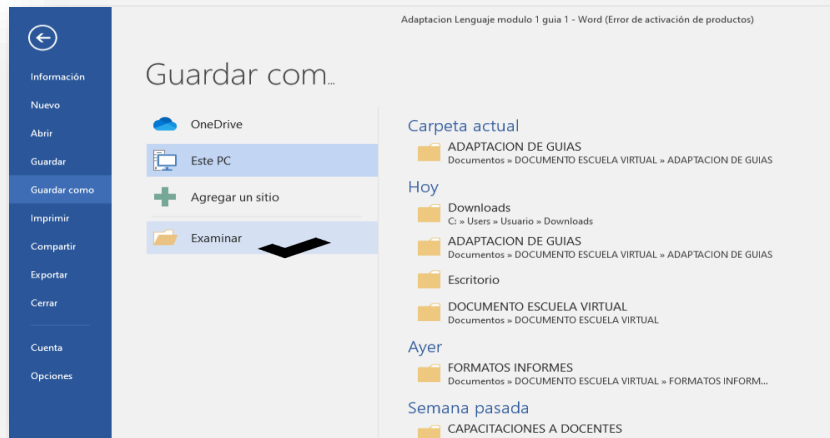 Adaptacion Lenguaje modulo 1 guia 1 - Word (Error de activación de productos)
Información
Nuevo
Abrir
Guardar
Guardar como
Imprimir
Compartir
Exportar
Cerrar
Cuenta
Opciones
Guardar com...
OneDrive
Este PC
Agregar un sitio
Examinar
Carpeta actual
ADAPTACION DE GUIAS
Documentos » DOCUMENTO ESCUELA VIRTUAL » ADAPTACION DE GUIAS
Hoy
Downloads
C: » Users » Usuario » Downloads
ADAPTACION DE GUIAS
Documentos » DOCUMENTO ESCUELA VIRTUAL » ADAPTACION DE GUIAS
Escritorio
DOCUMENTO ESCUELA VIRTUAL
Documentos » DOCUMENTO ESCUELA VIRTUAL
Ayer
FORMATOS INFORMES
Documentos » DOCUMENTO ESCUELA VIRTUAL » FORMATOS INFORM...
Semana pasada
CAPACITACIONES A DOCENTES